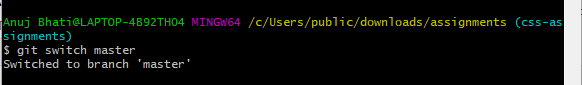 Anuj Bhati@LAPTOP-4B92TH04 MINGW64 /c/Users/public/downloads/assignments (css-as
signments)
$ git switch master
Switched to branch 'master'